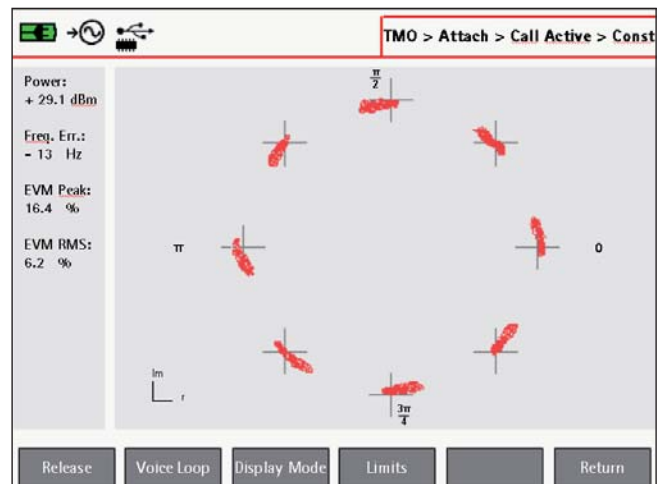 TMO > Attach > Call Active > Const
Power:
+ 29.1 dBm
Freq. Err.:
- 13 Hz
EVM Peak:
16.4 %
EVM RMS:
6.2 %
π
2
π
0
Im
r
3π
4
Release
Voice Loop
Display Mode
Limits
Return